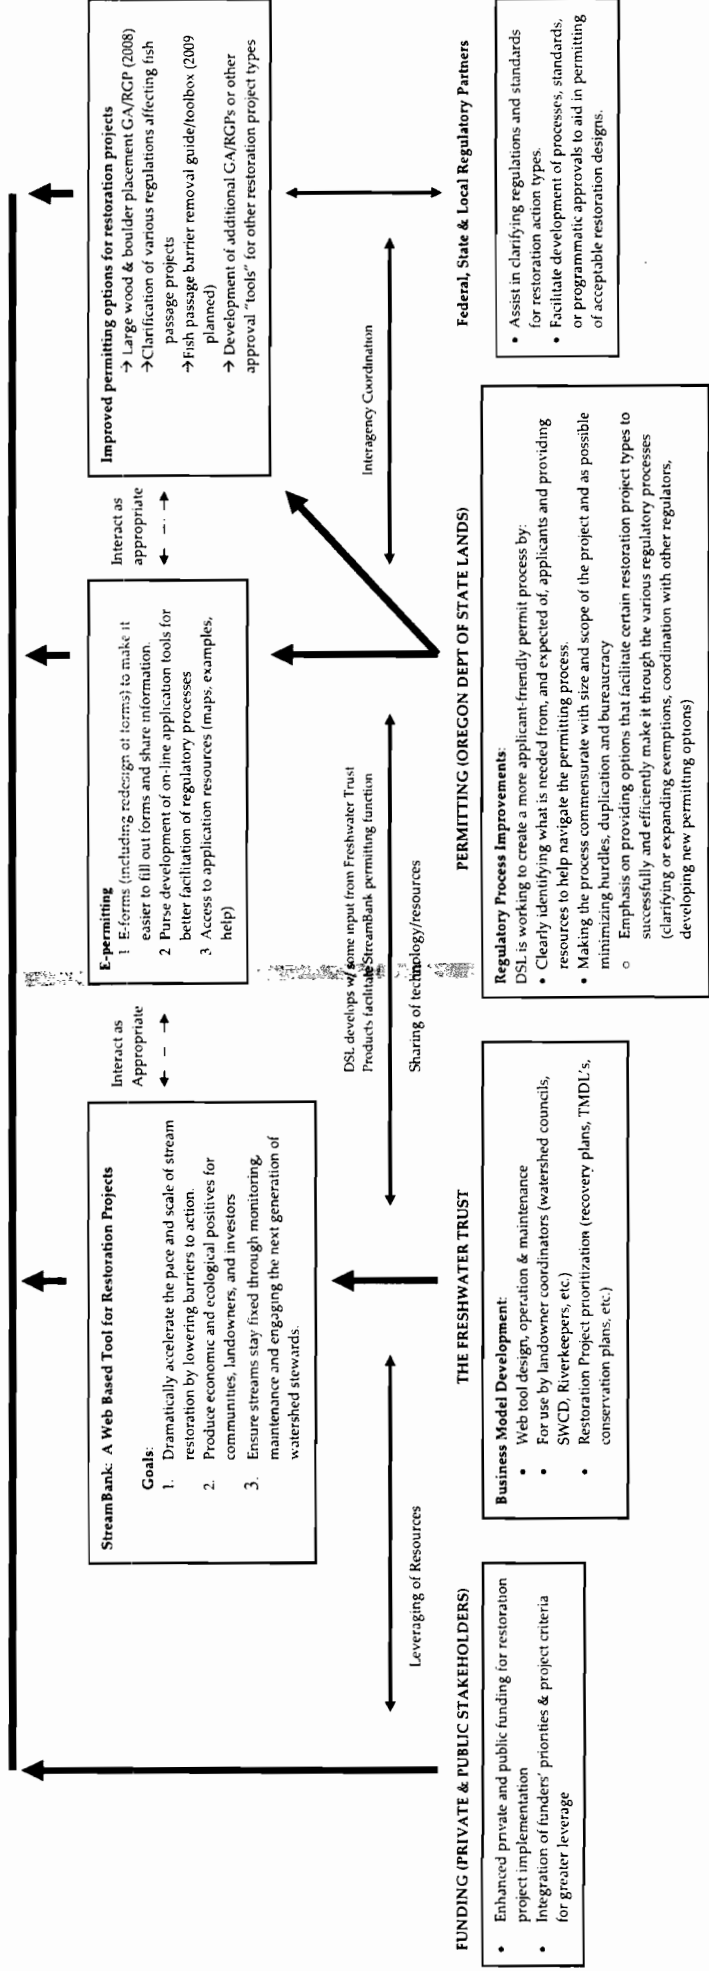 StreamBank: A Web Based Tool for Restoration Projects
Goals:
1. Dramatically accelerate the pace and scale of stream
restoration by lowering barriers to action.
2. Produce economic and ecological positives for
communities, landowners, and investors
3. Ensure streams stay fixed through monitoring,
maintenance and engaging the next generation of
watershed stewards.
Interact as
Appropriate
E-permitting
1 E-forms (including redesign of forms) to make it
easier to fill out forms and share information.
2 Purse development of on-line application tools for
better facilitation of regulatory processes
3 Access to application resources (maps, examples,
help)
Interact as
appropriate
Improved permitting options for restoration projects
→ Large wood & boulder placement GA/RGP (2008)
→Clarification of various regulations affecting fish
passage projects
→Fish passage barrier removal guide/toolbox (2009
planned)
→ Development of additional GA/RGPs or other
approval "tools" for other restoration project types
DSL develops w/ some input from Freshwater Trust
Products facilitate StreamBank permitting function
Leveraging of Resources
Sharing of technology/resources
Interagency Coordination
FUNDING (PRIVATE & PUBLIC STAKEHOLDERS)
• Enhanced private and public funding for restoration
project implementation
• Integration of funders' priorities & project criteria
for greater leverage
THE FRESHWATER TRUST
Business Model Development:
• Web tool design, operation & maintenance
• For use by landowner coordinators (watershed councils,
SWCD, Riverkeepers, etc.)
• Restoration Project prioritization (recovery plans, TMDL's,
conservation plans, etc.)
PERMITTING (OREGON DEPT OF STATE LANDS)
Regulatory Process Improvements:
DSL is working to create a more applicant-friendly permit process by:
• Clearly identifying what is needed from, and expected of, applicants and providing
resources to help navigate the permitting process.
• Making the process commensurate with size and scope of the project and as possible
minimizing hurdles, duplication and bureaucracy
○ Emphasis on providing options that facilitate certain restoration project types to
successfully and efficiently make it through the various regulatory processes
(clarifying or expanding exemptions, coordination with other regulators,
developing new permitting options)
Federal, State & Local Regulatory Partners
• Assist in clarifying regulations and standards
for restoration action types.
• Facilitate development of processes, standards,
or programmatic approvals to aid in permitting
of acceptable restoration designs.